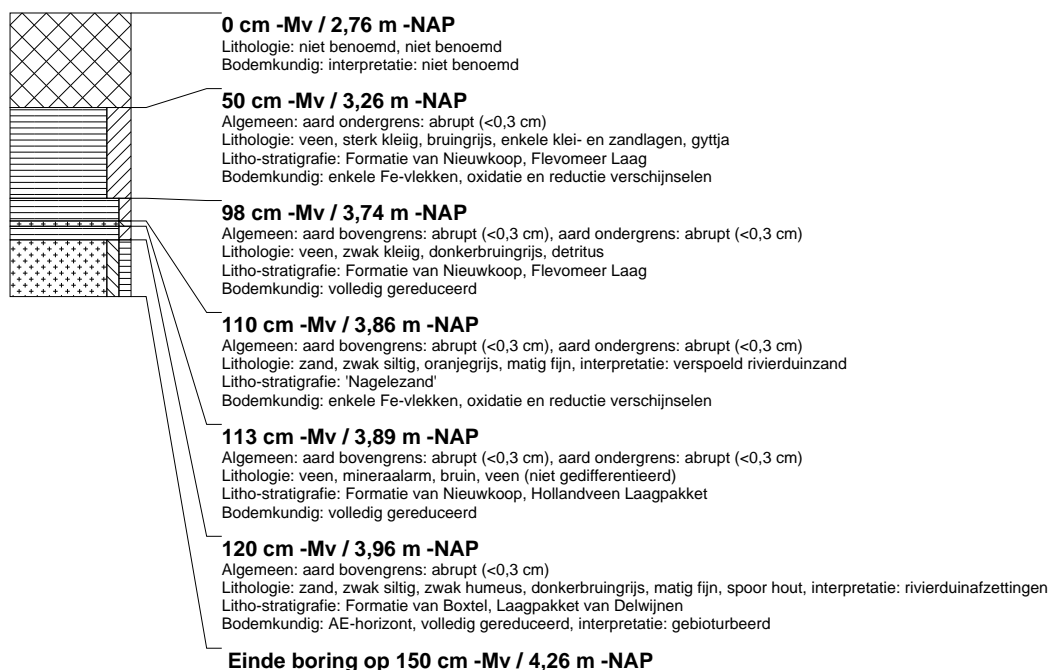 0 cm -Mv / 2,76 m -NAP
Lithologie: niet benoemd, niet benoemd
Bodemkundig: interpretatie: niet benoemd
50 cm -Mv / 3,26 m -NAP
Algemeen: aard ondergrens: abrupt (<0,3 cm)
Lithologie: veen, sterk kleiig, bruingrijs, enkele klei- en zandlagen, gyttja
Litho-stratigrafie: Formatie van Nieuwkoop, Flevomeer Laag
Bodemkundig: enkele Fe-vlekken, oxidatie en reductie verschijnselen
98 cm -Mv / 3,74 m -NAP
Algemeen: aard bovengrens: abrupt (<0,3 cm), aard ondergrens: abrupt (<0,3 cm)
Lithologie: veen, zwak kleiig, donkerbruingrijs, detritus
Litho-stratigrafie: Formatie van Nieuwkoop, Flevomeer Laag
Bodemkundig: volledig gereduceerd
110 cm -Mv / 3,86 m -NAP
Algemeen: aard bovengrens: abrupt (<0,3 cm), aard ondergrens: abrupt (<0,3 cm)
Lithologie: zand, zwak siltig, oranjegrijs, matig fijn, interpretatie: verspoeld rivierduinzand
Litho-stratigrafie: 'Nagelezand'
Bodemkundig: enkele Fe-vlekken, oxidatie en reductie verschijnselen
113 cm -Mv / 3,89 m -NAP
Algemeen: aard bovengrens: abrupt (<0,3 cm), aard ondergrens: abrupt (<0,3 cm)
Lithologie: veen, mineraalarm, bruin, veen (niet gedifferentieerd)
Litho-stratigrafie: Formatie van Nieuwkoop, Hollandveen Laagpakket
Bodemkundig: volledig gereduceerd
120 cm -Mv / 3,96 m -NAP
Algemeen: aard bovengrens: abrupt (<0,3 cm)
Lithologie: zand, zwak siltig, zwak humeus, donkerbruingrijs, matig fijn, spoor hout, interpretatie: rivierduinafzettingen
Litho-stratigrafie: Formatie van Boxtel, Laagpakket van Delwijnen
Bodemkundig: AE-horizont, volledig gereduceerd, interpretatie: gebioturbeerd
Einde boring op 150 cm -Mv / 4,26 m -NAP